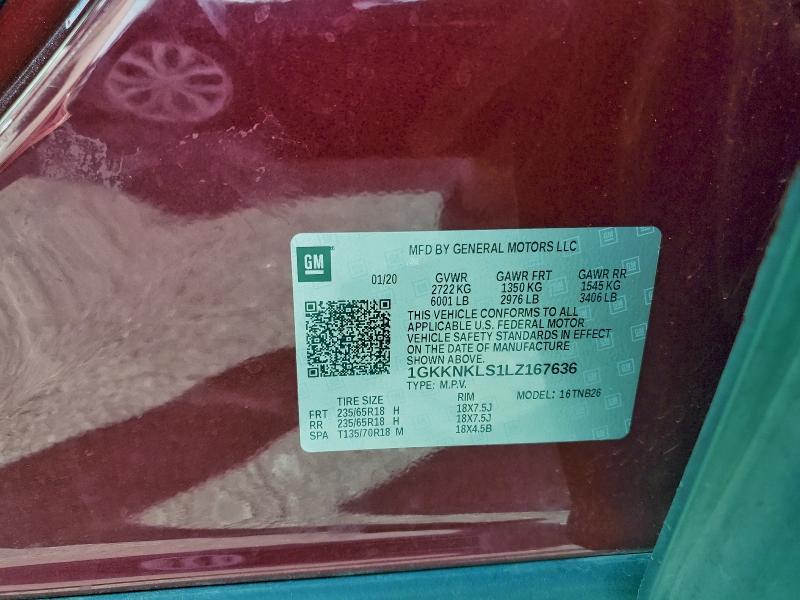 GM
MFD BY GENERAL MOTORS LLC
01/20 GVWR GAWR FRT GAWR RR
2722 KG 1350 KG 1545 KG
6001 LB 2976 LB 3406 LB
THIS VEHICLE CONFORMS TO ALL
APPLICABLE U.S. FEDERAL MOTOR
VEHICLE SAFETY STANDARDS IN EFFECT
ON THE DATE OF MANUFACTURE
SHOWN ABOVE.
1GKKNKLS1LZ167636
TYPE: M.P.V. MODEL: 16TNB26
TIRE SIZE RIM
FRT 235/65R18 H 18X7.5J
RR 235/65R18 H 18X7.5J
SPA T135/70R18 M 18X4.5B